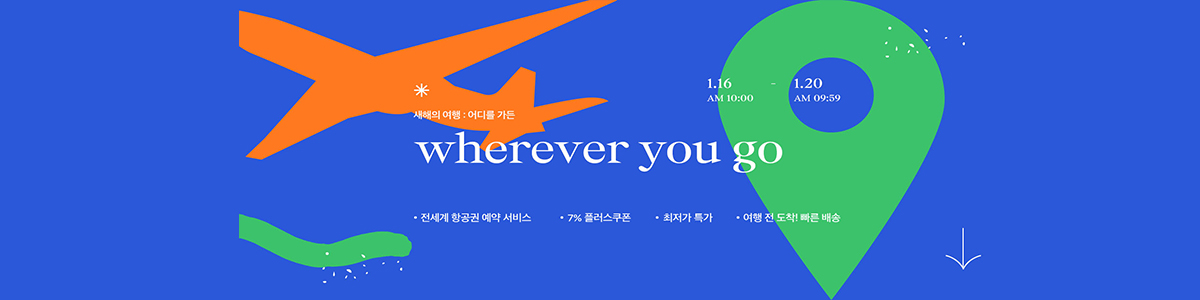 1.16 - 1.20
AM 10:00 AM 09:59
새해의 여행 : 어디를 가든
wherever you go
• 전세계 항공권 예약 서비스 • 7% 플러스쿠폰 • 최저가 특가 • 여행 전 도착! 빠른 배송